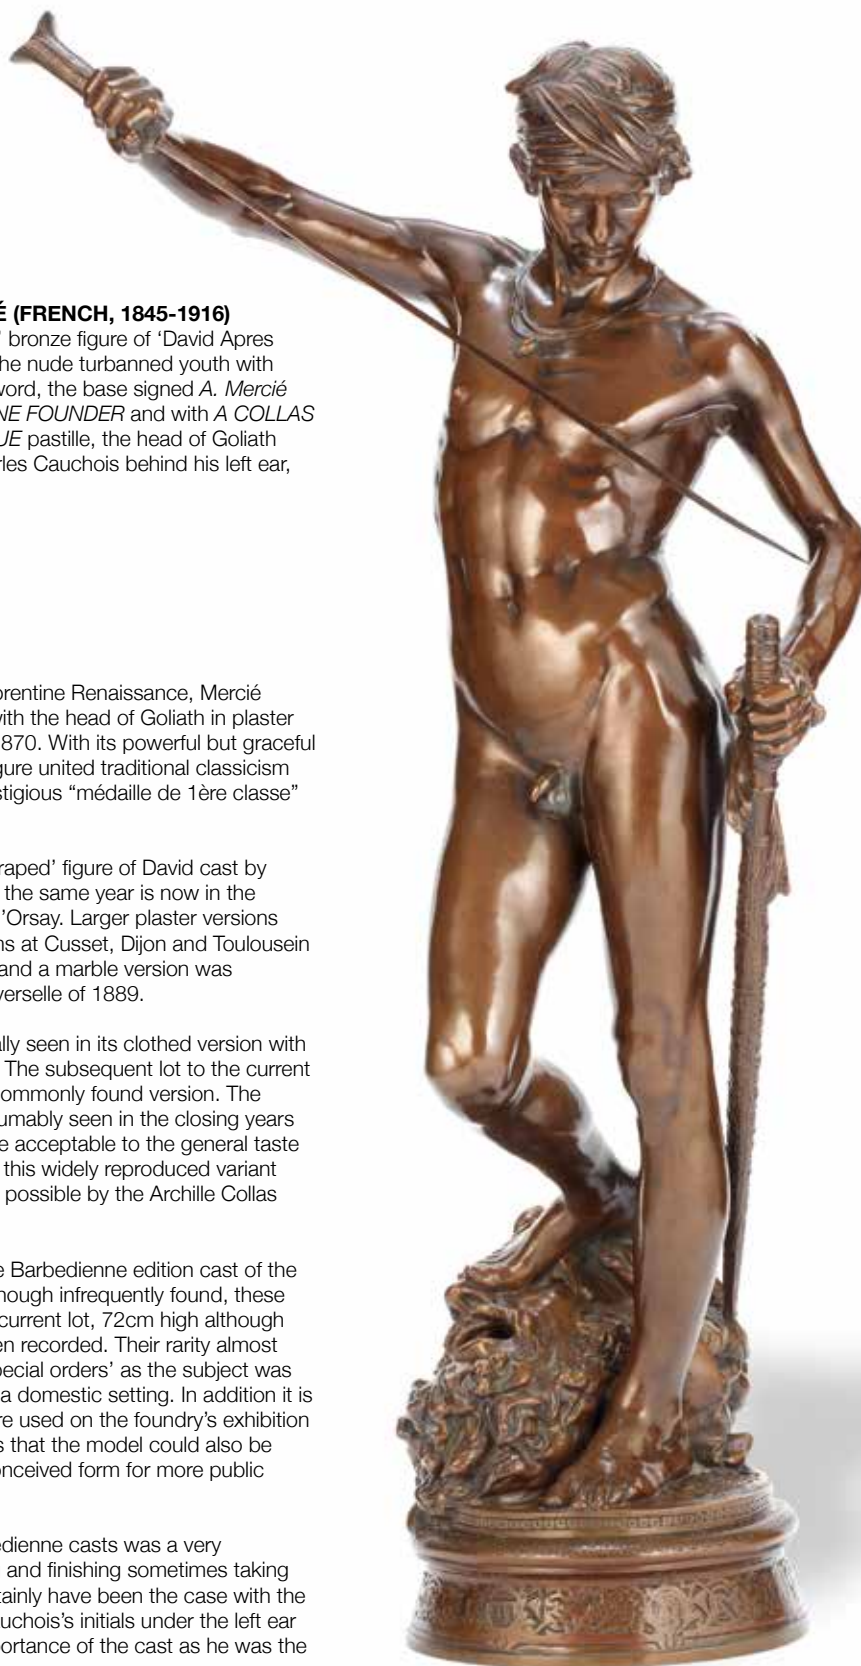 É (FRENCH, 1845-1916)
’ bronze figure of ‘David Apres
he nude turbanned youth with
word, the base signed A. Mercié
NE FOUNDER and with A COLLAS
UE pastille, the head of Goliath
rles Cauchois behind his left ear,
orentine Renaissance, Mercié
with the head of Goliath in plaster
870. With its powerful but graceful
gure united traditional classicism
stigious “médaille de 1ère classe”
raped’ figure of David cast by
the same year is now in the
’Orsay. Larger plaster versions
ns at Cusset, Dijon and Toulousein
and a marble version was
verselle of 1889.
ally seen in its clothed version with
The subsequent lot to the current
commonly found version. The
umably seen in the closing years
e acceptable to the general taste
this widely reproduced variant
possible by the Archille Collas
e Barbedienne edition cast of the
hough infrequently found, these
current lot, 72cm high although
en recorded. Their rarity almost
pecial orders’ as the subject was
a domestic setting. In addition it is
re used on the foundry’s exhibition
s that the model could also be
onceived form for more public
edienne casts was a very
and finishing sometimes taking
tainly have been the case with the
uchois’s initials under the left ear
portance of the cast as he was the